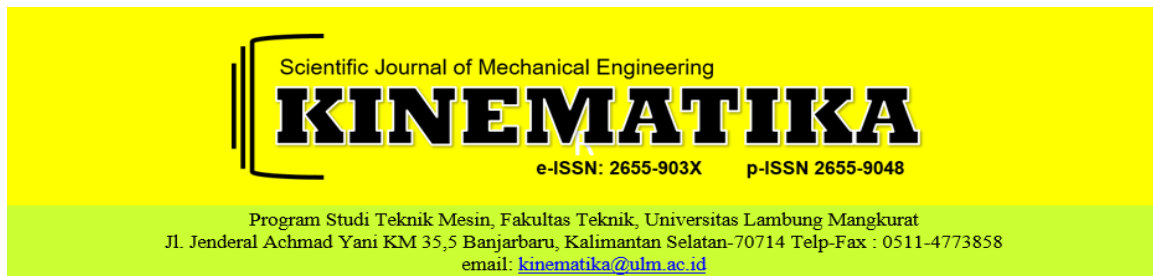 Scientific Journal of Mechanical Engineering
KINEMATIKA
e-ISSN: 2655-903X p-ISSN 2655-9048
Program Studi Teknik Mesin, Fakultas Teknik, Universitas Lambung Mangkurat
Jl. Jenderal Achmad Yani KM 35,5 Banjarbaru, Kalimantan Selatan-70714 Telp-Fax : 0511-4773858
email: kinematika@ulm.ac.id